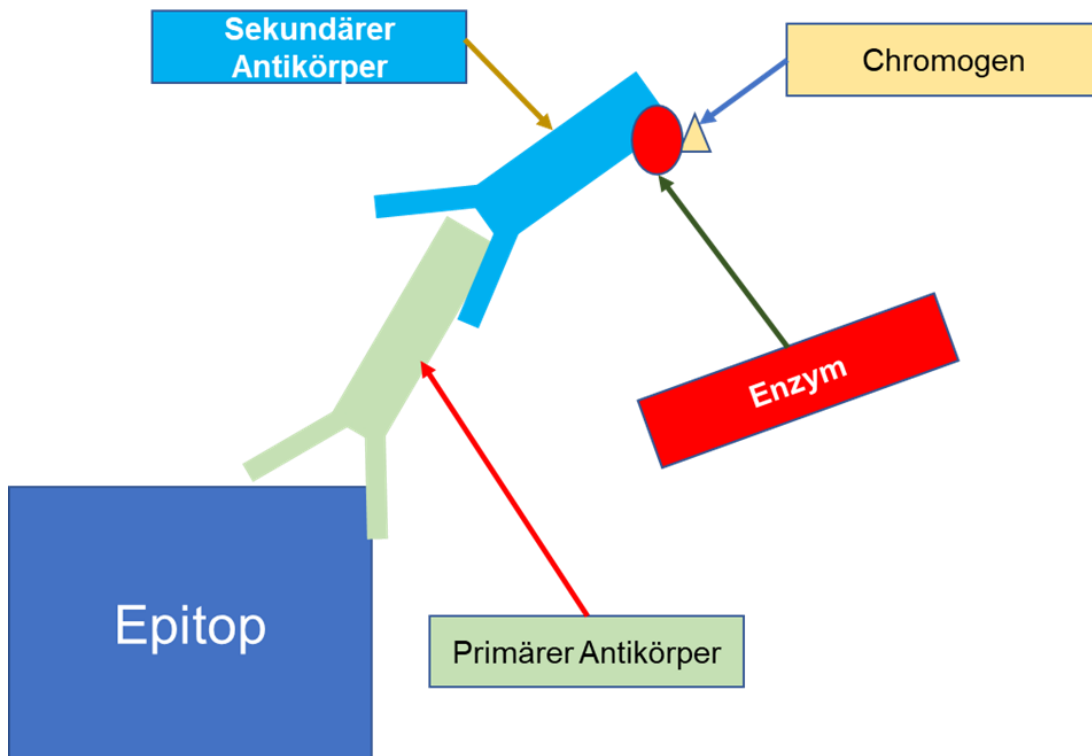 Sekundärer
Antikörper
Chromogen
Enzym
Epitop
Primärer Antikörper